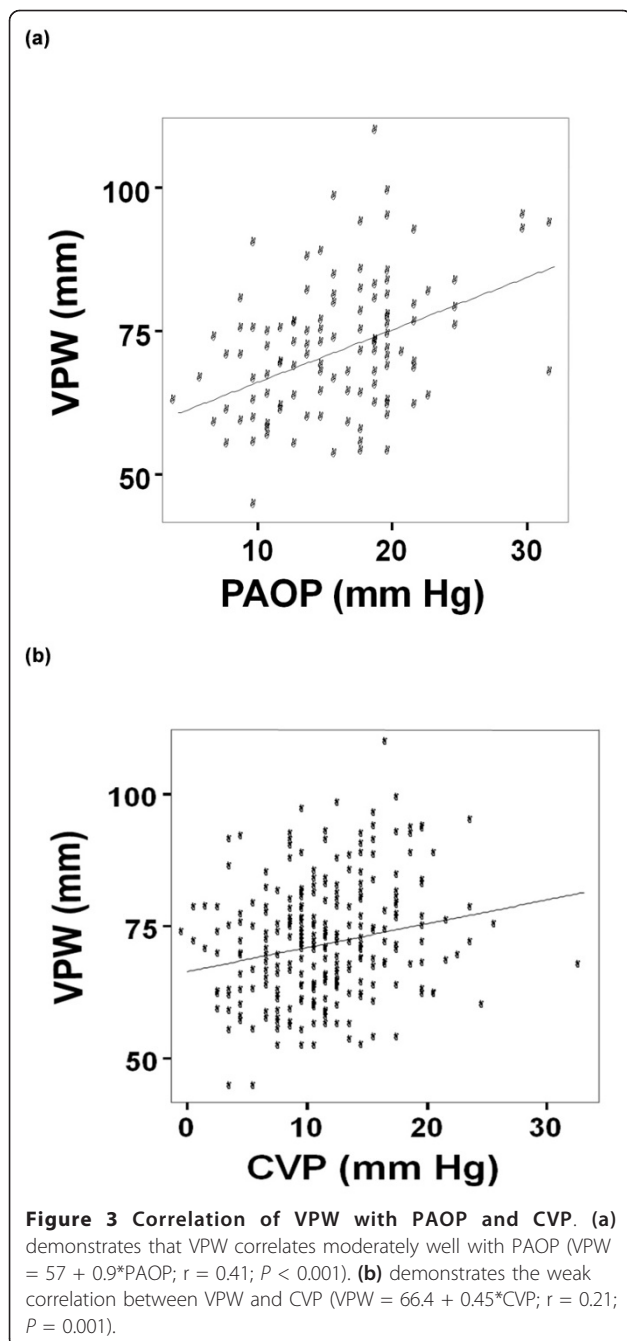 (a)
100
75
50
VPW (mm)
10 20 30
PAOP (mm Hg)
(b)
100
75
50
VPW (mm)
0 10 20 30
CVP (mm Hg)
Figure 3 Correlation of VPW with PAOP and CVP. (a)
demonstrates that VPW correlates moderately well with PAOP (VPW
= 57 + 0.9*PAOP; r = 0.41; P < 0.001). (b) demonstrates the weak
correlation between VPW and CVP (VPW = 66.4 + 0.45*CVP; r = 0.21;
P = 0.001).